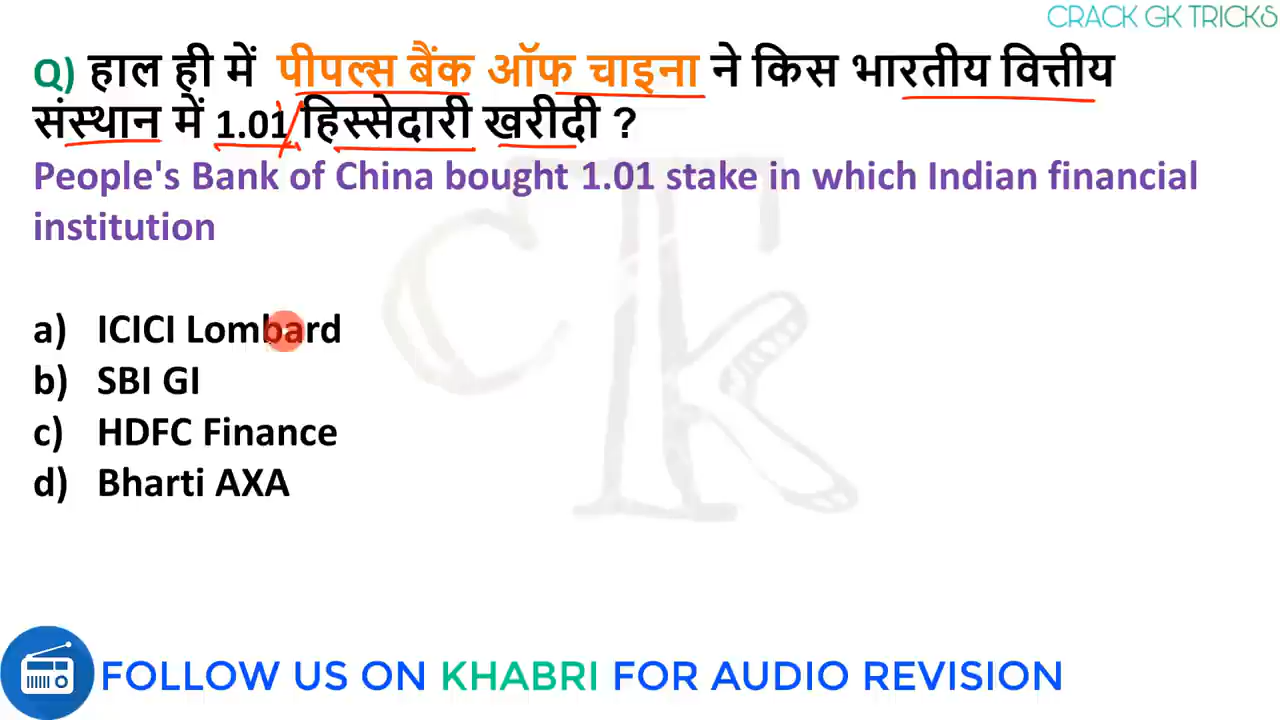 CRACK GK TRICKS
Q) हाल ही में पीपल्स बैंक ऑफ चाइना ने किस भारतीय वित्तीय
संस्थान में 1.01 हिस्सेदारी खरीदी ?
People's Bank of China bought 1.01 stake in which Indian financial
institution
a) ICICI Lombard
b) SBI GI
c) HDFC Finance
d) Bharti AXA
CTk
FOLLOW US ON KHABRI FOR AUDIO REVISION